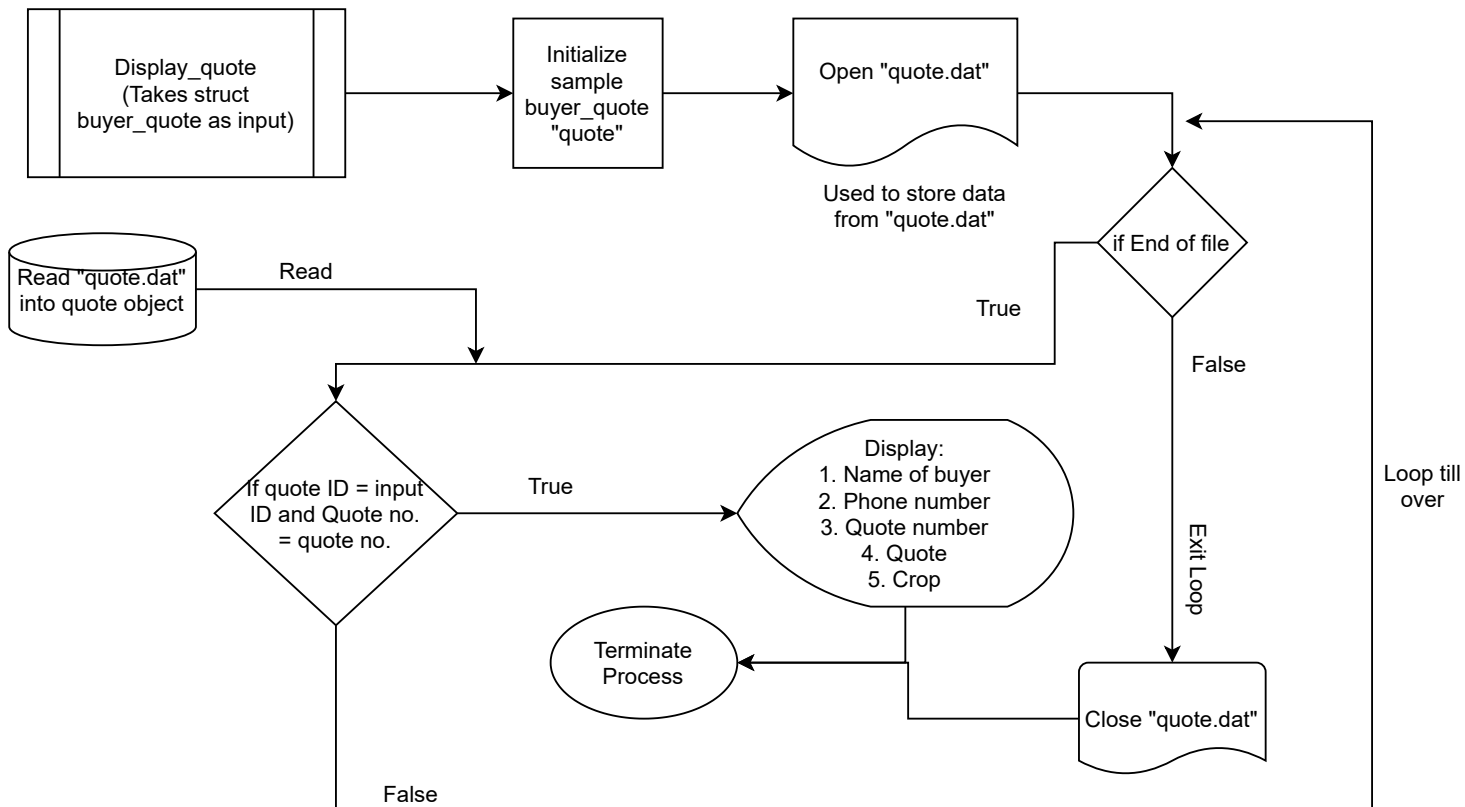 Display_quote
(Takes struct
buyer_quote as input)
Initialize
sample
buyer_quote
"quote"
Open "quote.dat"
Used to store data
from "quote.dat"
if End of file
Read "quote.dat"
into quote object
Read
True
False
If quote ID = input
ID and Quote no.
= quote no.
True
Display:
1. Name of buyer
2. Phone number
3. Quote number
4. Quote
5. Crop
Loop till
over
Exit Loop
Terminate
Process
Close "quote.dat"
False